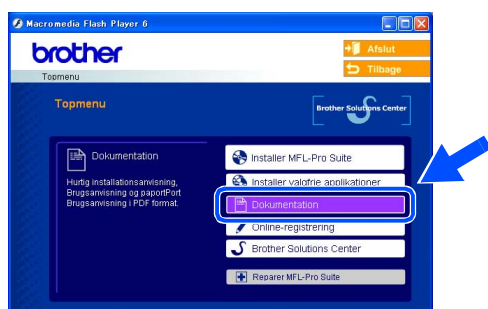 Macromedia Flash Player 6
brother
Afslut
Tilbage
Topmenu
Topmenu
Brother Solutions Center
Dokumentation
Hurtig installationsanvisning,
Brugsanvisning og paportPort
Brugsanvisning i PDF format.
Installer MFL-Pro Suite
Installer valgfrie applikationer
Dokumentation
Online-registrering
Brother Solutions Center
Reparer MFL-Pro Suite